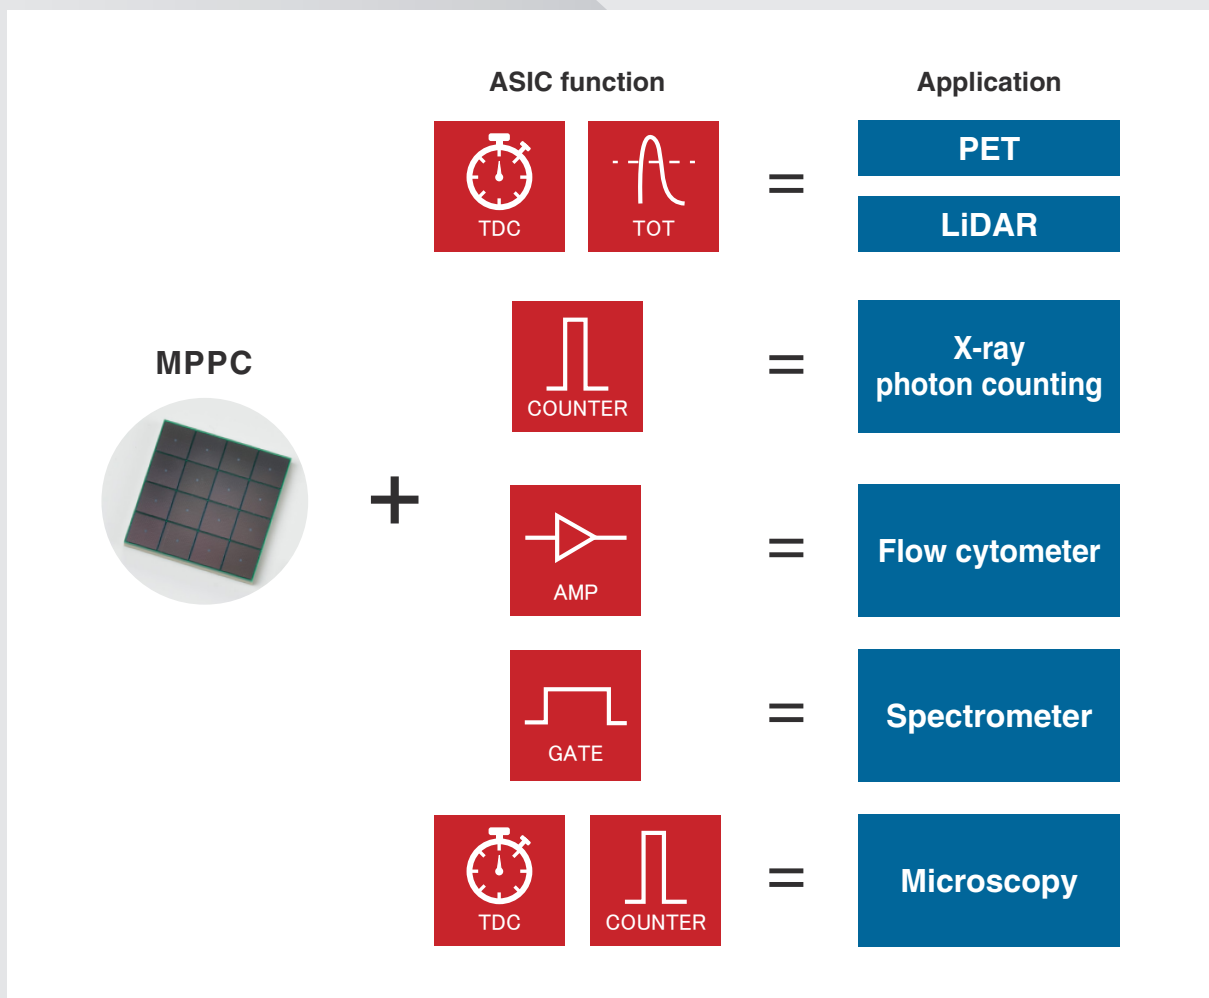 ASIC function
Application
TDC
TOT
=
PET
LiDAR
MPPC
+
COUNTER
=
X-ray
photon counting
AMP
=
Flow cytometer
GATE
=
Spectrometer
TDC
COUNTER
=
Microscopy